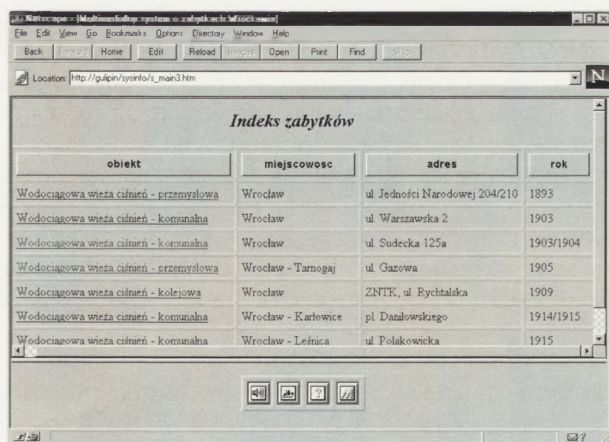 Netscape - [Multimedialny system o zabytkach Wrocławia]
File Edit View Go Bookmarks Options Directory Window Help
Back Forward Home Edit Reload Images Open Print Find Stop
Location: http://gulipin/sysinfo/s_main3.htm
N
Indeks zabytków
obiekt miejscowosc adres rok
Wodociągowa wieża ciśnień - przemysłowa Wrocław ul. Jedności Narodowej 204/210 1893
Wodociągowa wieża ciśnień - komunalna Wrocław ul. Warszawska 2 1903
Wodociągowa wieża ciśnień - komunalna Wrocław ul. Sudecka 125a 1903/1904
Wodociągowa wieża ciśnień - przemysłowa Wrocław - Tarnogaj ul. Gazowa 1905
Wodociągowa wieża ciśnień - kolejowa Wrocław ZNTK, ul. Rychtalska 1909
Wodociągowa wieża ciśnień - komunalna Wrocław - Karłowice pl. Daniłowskiego 1914/1915
Wodociągowa wieża ciśnień - komunalna Wrocław - Leśnica ul. Polakowicka 1915
?
?